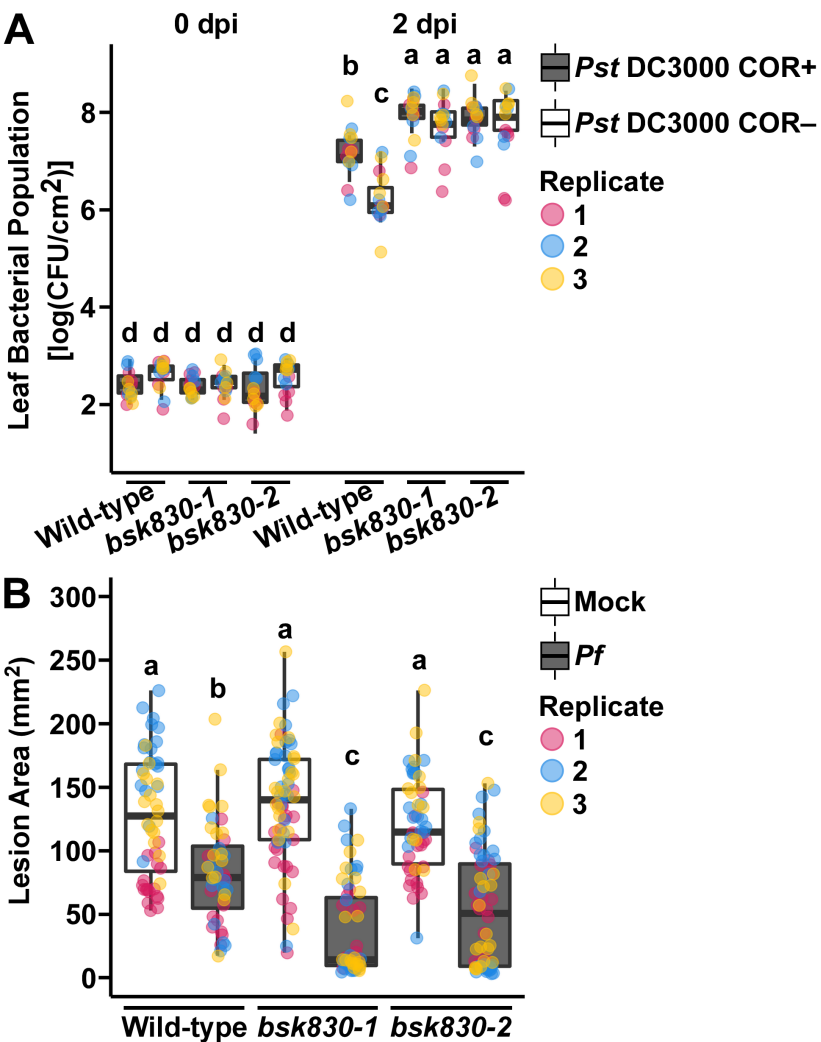 A
0 dpi
2 dpi
b
c
a
a
a
a
Pst DC3000 COR+
Pst DC3000 COR–
Replicate
1
2
3
Leaf Bacterial Population
[log(CFU/cm2)]
8
6
4
2
d
d
d
d
d
d
Wild-type
bsk830-1
bsk830-2
Wild-type
bsk830-1
bsk830-2
B
Mock
Pf
Replicate
1
2
3
Lesion Area (mm2)
300
250
200
150
100
50
0
a
b
a
c
a
c
Wild-type
bsk830-1
bsk830-2